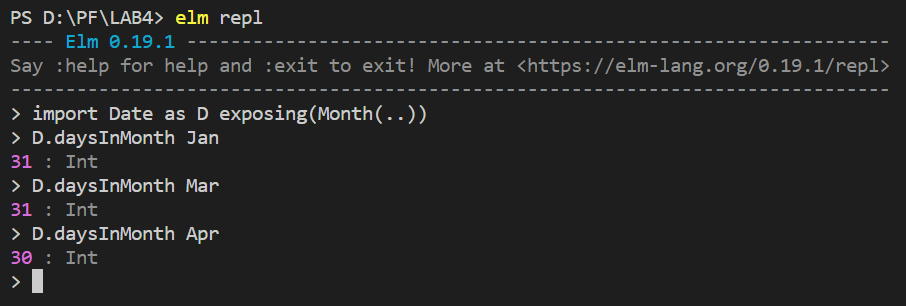 PS D:\PF\LAB4> elm repl
---- Elm 0.19.1 ----------------------------------------------------------------
Say :help for help and :exit to exit! More at <https://elm-lang.org/0.19.1/repl>
--------------------------------------------------------------------------------
> import Date as D exposing(Month(..))
> D.daysInMonth Jan
31 : Int
> D.daysInMonth Mar
31 : Int
> D.daysInMonth Apr
30 : Int
>